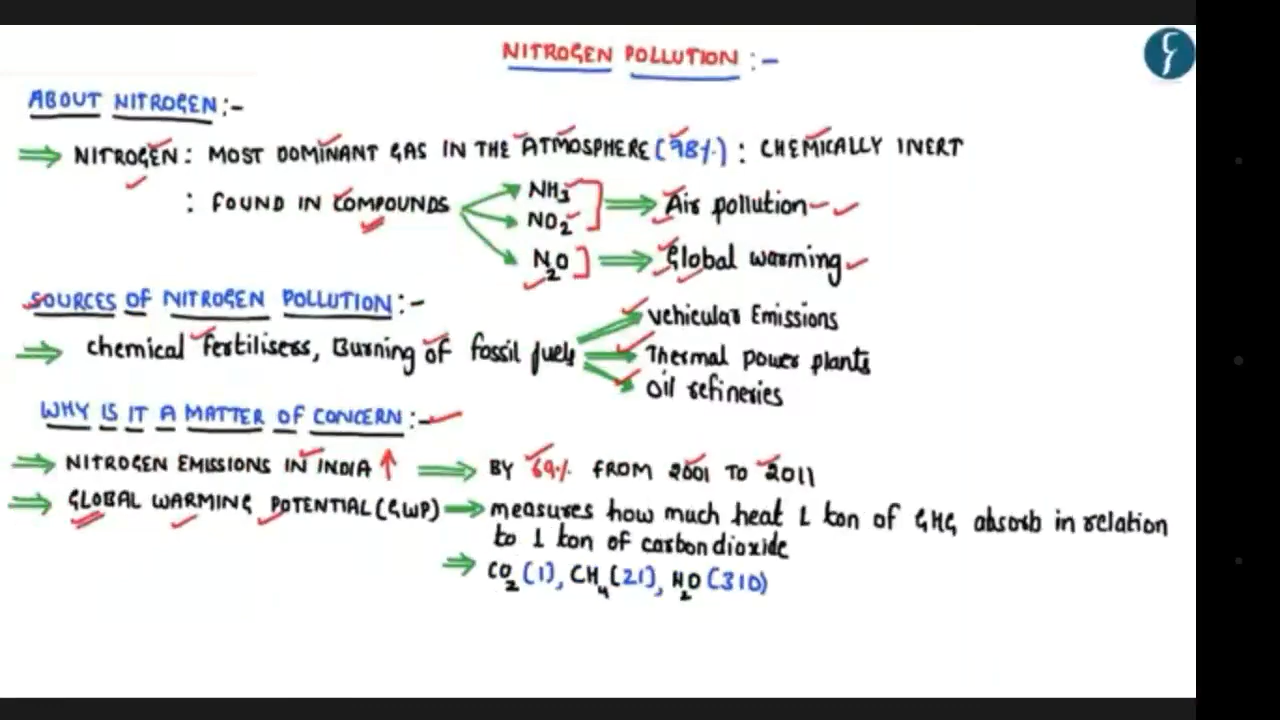 NITROGEN POLLUTION :-
ABOUT NITROGEN :-
NITROGEN : MOST DOMINANT GAS IN THE ATMOSPHERE (78%) : CHEMICALLY INERT
: FOUND IN COMPOUNDS
NH3
NO2
Air pollution
N2O
Global warming
SOURCES OF NITROGEN POLLUTION :-
chemical fertilisers, Burning of fossil fuels
vehicular Emissions
Thermal power plants
Oil refineries
WHY IS IT A MATTER OF CONCERN :-
NITROGEN EMISSIONS IN INDIA ↑ ⇒ BY 69% FROM 2001 TO 2011
GLOBAL WARMING POTENTIAL (GWP) ⇒ measures how much heat 1 ton of GHG absorb in relation
to 1 ton of carbondioxide
⇒ CO2 (1), CH4 (21), N2O (310)